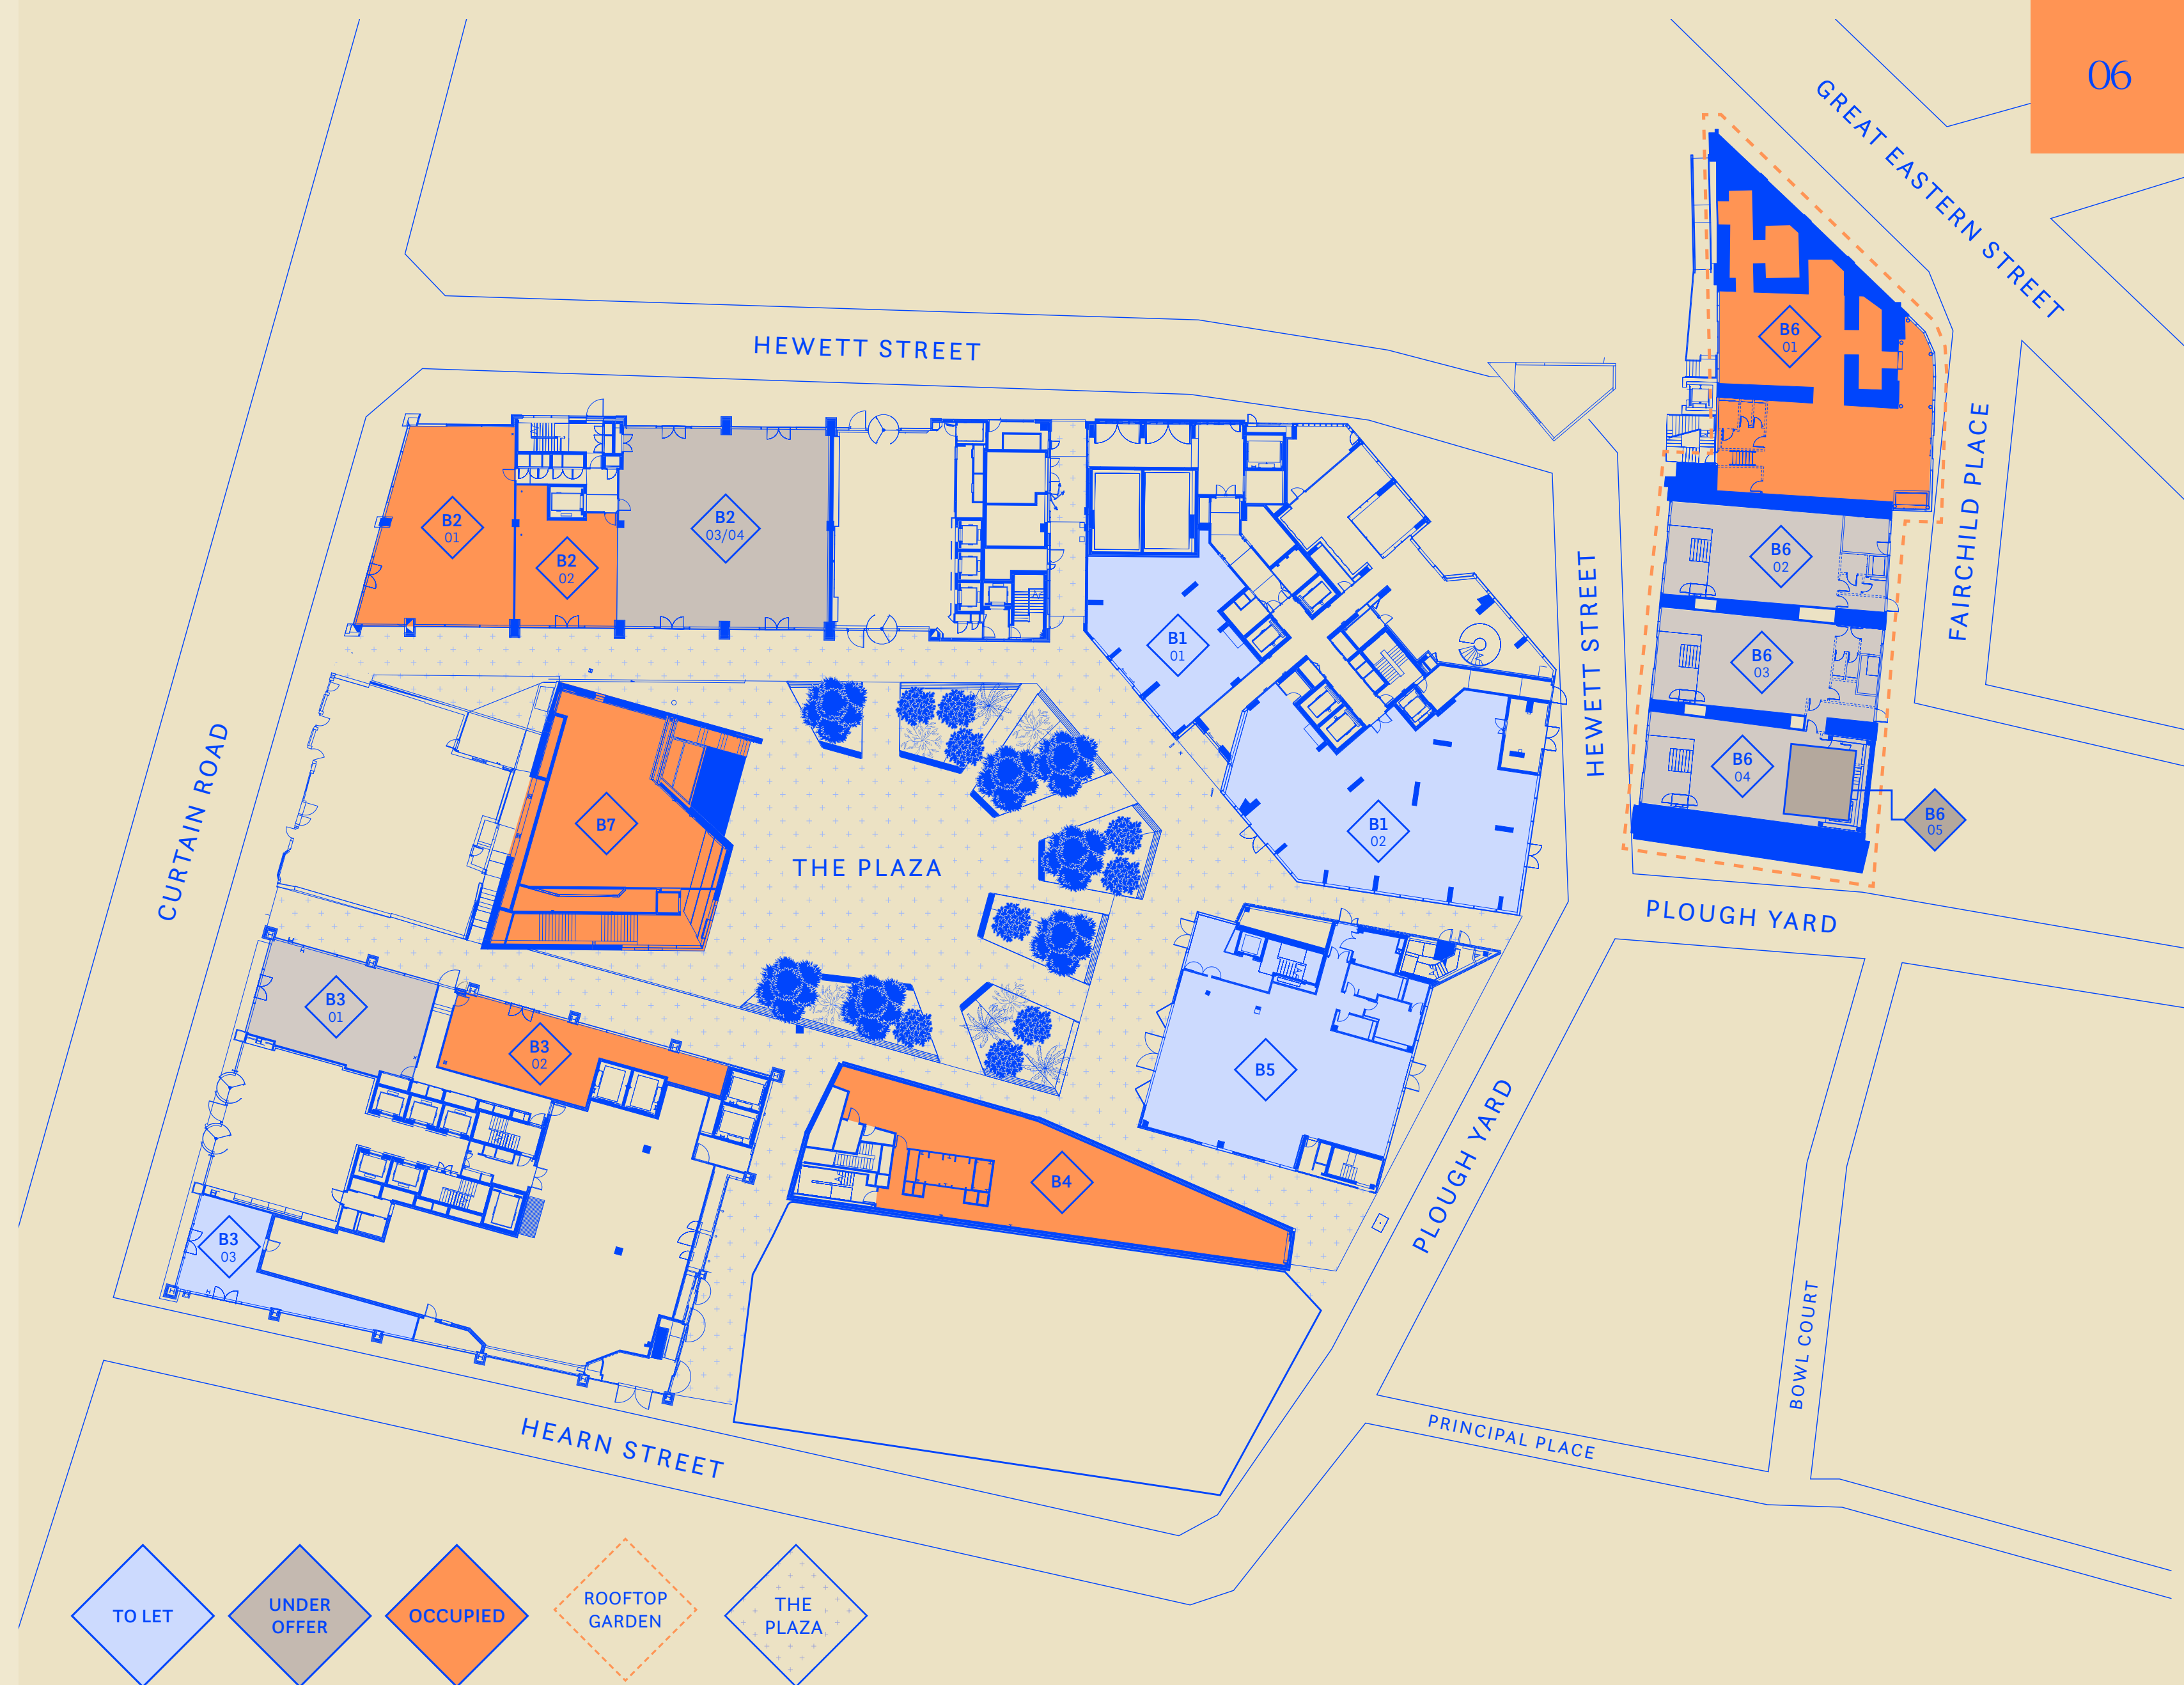 06
GREAT EASTERN STREET
HEWETT STREET
B6
01
FAIRCHILD PLACE
B2
01
B2
02
B2
03/04
B6
02
B1
01
HEWETT STREET
B6
03
B6
04
B6
05
CURTAIN ROAD
B7
THE PLAZA
B1
02
PLOUGH YARD
B3
01
B3
02
B5
B4
PLOUGH YARD
B3
03
BOWL COURT
PRINCIPAL PLACE
HEARN STREET
TO LET
UNDER
OFFER
OCCUPIED
ROOFTOP
GARDEN
THE
PLAZA